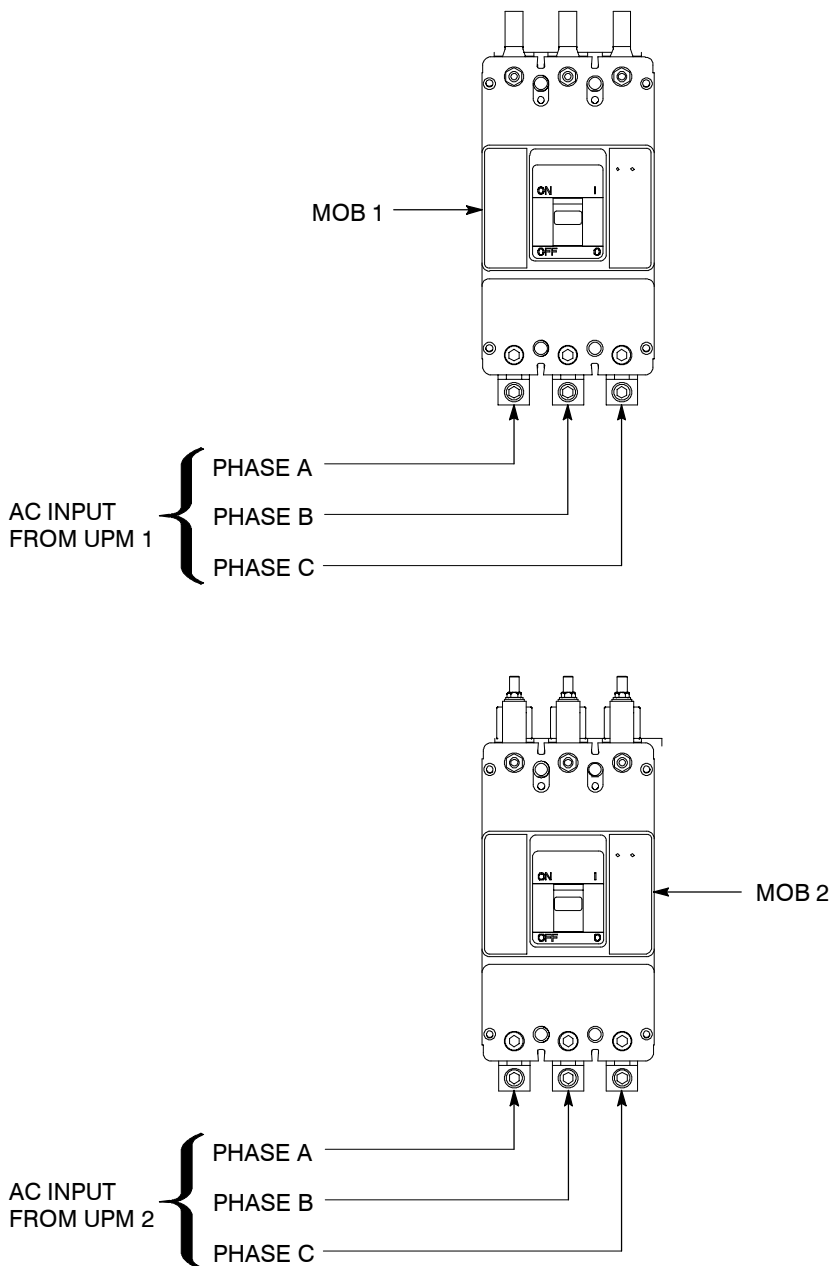 ON I
MOB 1
OFF O
PHASE A
AC INPUT
FROM UPM 1
PHASE B
PHASE C
ON I
MOB 2
OFF O
PHASE A
AC INPUT
FROM UPM 2
PHASE B
PHASE C